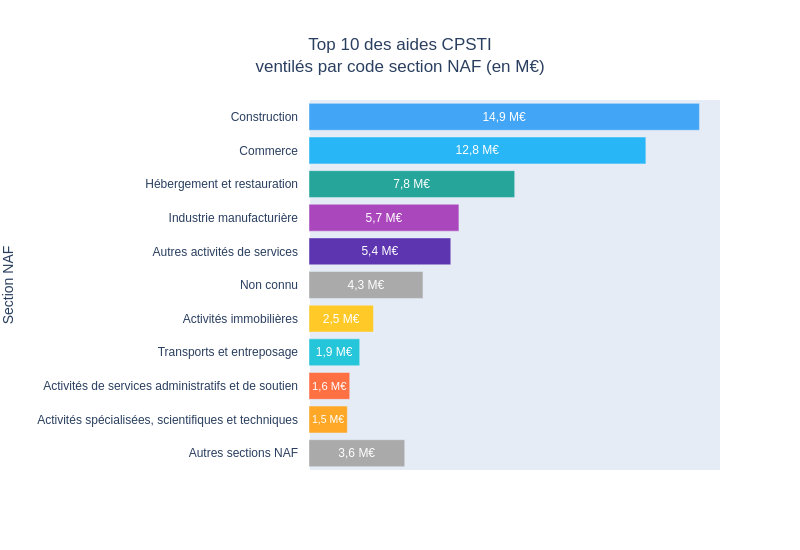 Top 10 des aides CPSTI
ventilés par code section NAF (en M€)
Section NAF
Construction 14,9 M€
Commerce 12,8 M€
Hébergement et restauration 7,8 M€
Industrie manufacturière 5,7 M€
Autres activités de services 5,4 M€
Non connu 4,3 M€
Activités immobilières 2,5 M€
Transports et entreposage 1,9 M€
Activités de services administratifs et de soutien 1,6 M€
Activités spécialisées, scientifiques et techniques 1,5 M€
Autres sections NAF 3,6 M€